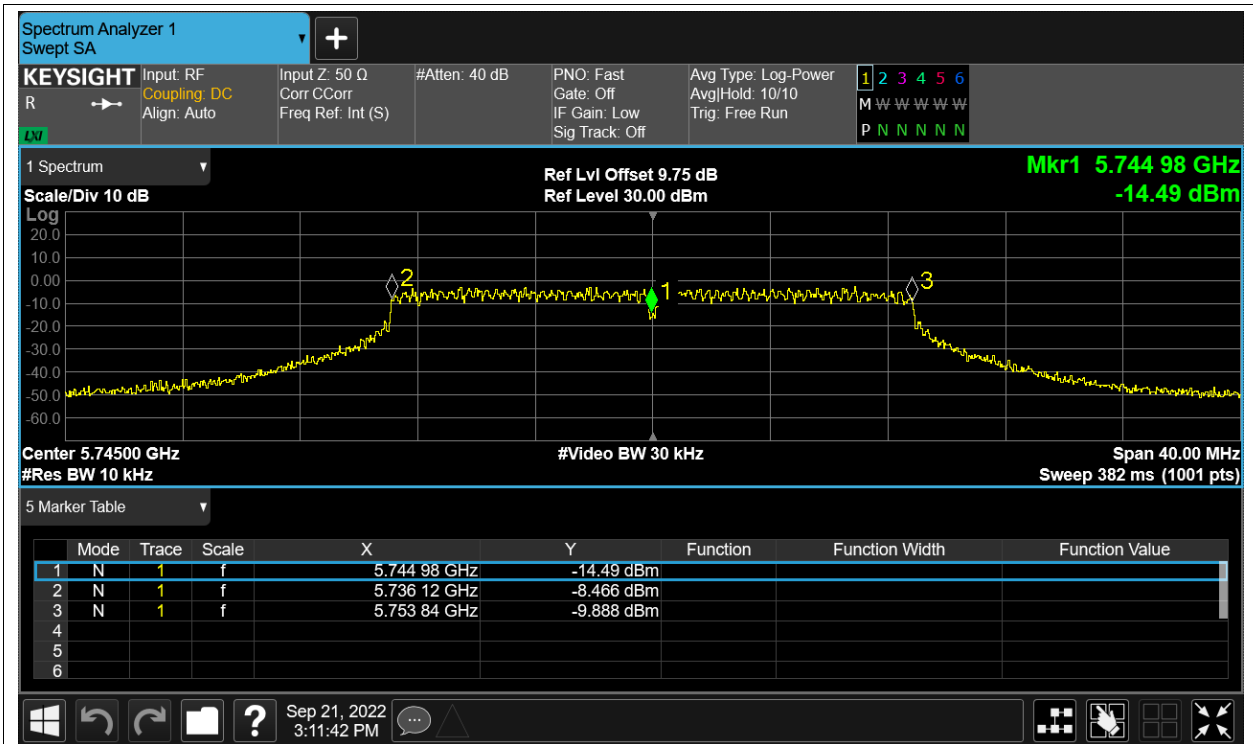 Spectrum Analyzer 1
Swept SA
KEYSIGHT
R
LXI
Input: RF
Coupling: DC
Align: Auto
Input Z: 50 Ω
Corr CCorr
Freq Ref: Int (S)
#Atten: 40 dB
PNO: Fast
Gate: Off
IF Gain: Low
Sig Track: Off
Avg Type: Log-Power
Avg|Hold: 10/10
Trig: Free Run
1 2 3 4 5 6
M W W W W W
P N N N N N
1 Spectrum
Scale/Div 10 dB
Ref Lvl Offset 9.75 dB
Ref Level 30.00 dBm
Mkr1 5.744 98 GHz
-14.49 dBm
Log
20.0
10.0
0.00
-10.0
-20.0
-30.0
-40.0
-50.0
-60.0
2
1
3
Center 5.74500 GHz
#Res BW 10 kHz
#Video BW 30 kHz
Span 40.00 MHz
Sweep 382 ms (1001 pts)
5 Marker Table
Mode Trace Scale X Y Function Function Width Function Value
1 N 1 f 5.744 98 GHz -14.49 dBm
2 N 1 f 5.736 12 GHz -8.466 dBm
3 N 1 f 5.753 84 GHz -9.888 dBm
4
5
6
?
Sep 21, 2022
3:11:42 PM